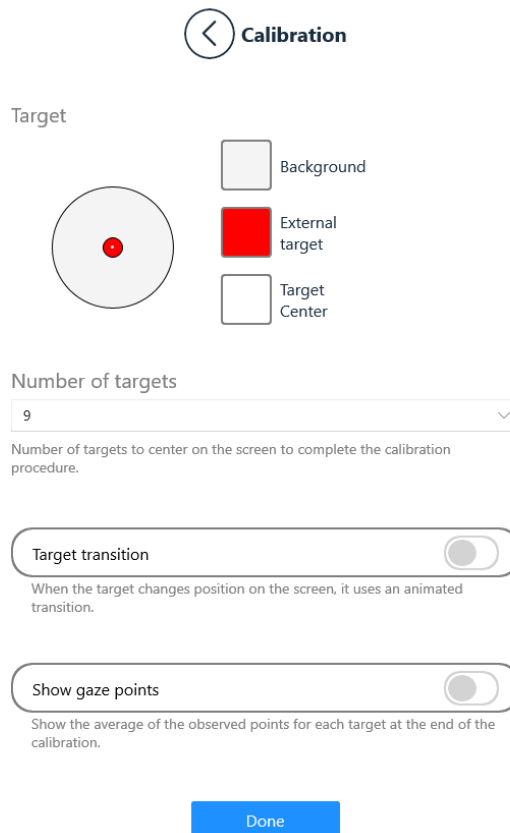 Calibration
Target
Background
External
target
Target
Center
Number of targets
9
Number of targets to center on the screen to complete the calibration
procedure.
Target transition
When the target changes position on the screen, it uses an animated
transition.
Show gaze points
Show the average of the observed points for each target at the end of the
calibration.
Done